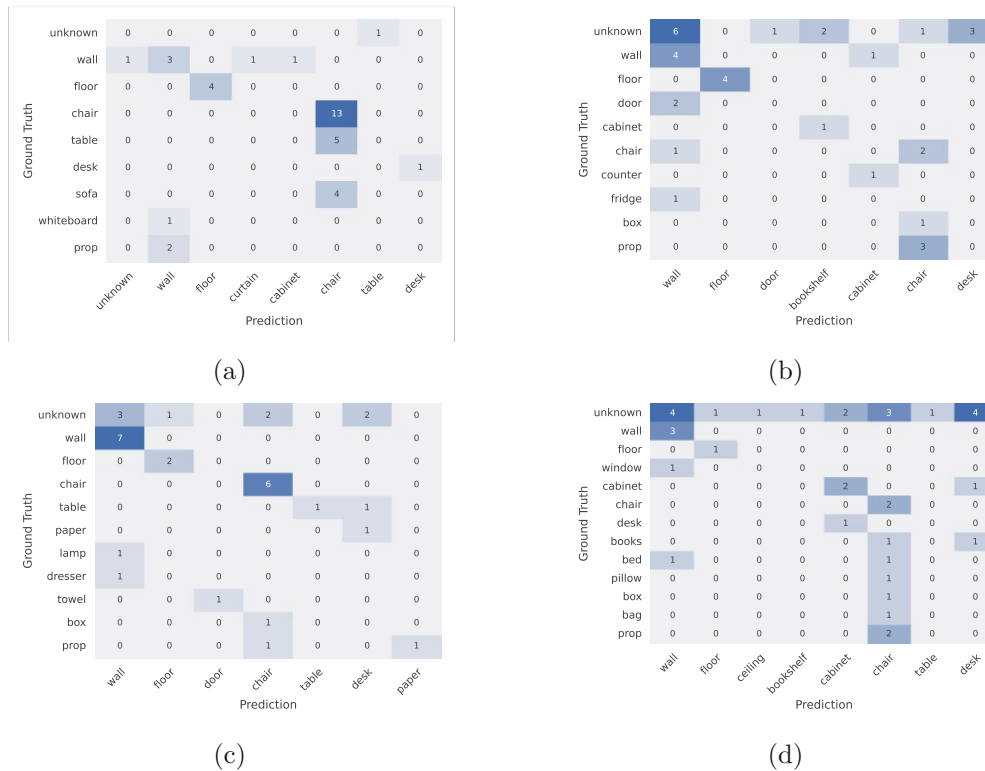 unknown 0 0 0 0 0 0 1 0
wall 1 3 0 1 1 0 0 0
floor 0 0 4 0 0 0 0 0
chair 0 0 0 0 0 13 0 0
table 0 0 0 0 0 5 0 0
desk 0 0 0 0 0 0 0 1
sofa 0 0 0 0 0 4 0 0
whiteboard 0 1 0 0 0 0 0 0
prop 0 2 0 0 0 0 0 0
Ground Truth
unknown wall floor curtain cabinet chair table desk
Prediction
(a)
unknown 6 0 1 2 0 1 3
wall 4 0 0 0 1 0 0
floor 0 4 0 0 0 0 0
door 2 0 0 0 0 0 0
cabinet 0 0 0 1 0 0 0
chair 1 0 0 0 0 2 0
counter 0 0 0 0 1 0 0
fridge 1 0 0 0 0 0 0
box 0 0 0 0 0 1 0
prop 0 0 0 0 0 3 0
Ground Truth
wall floor door bookshelf cabinet chair desk
Prediction
(b)
unknown 3 1 0 2 0 2 0
wall 7 0 0 0 0 0 0
floor 0 2 0 0 0 0 0
chair 0 0 0 6 0 0 0
table 0 0 0 0 1 1 0
paper 0 0 0 0 0 1 0
lamp 1 0 0 0 0 0 0
dresser 1 0 0 0 0 0 0
towel 0 0 1 0 0 0 0
box 0 0 0 1 0 0 0
prop 0 0 0 1 0 0 1
Ground Truth
wall floor door chair table desk paper
Prediction
(c)
unknown 4 1 1 1 2 3 1 4
wall 3 0 0 0 0 0 0 0
floor 0 1 0 0 0 0 0 0
window 1 0 0 0 0 0 0 0
cabinet 0 0 0 0 2 0 0 1
chair 0 0 0 0 0 2 0 0
desk 0 0 0 0 1 0 0 0
books 0 0 0 0 0 1 0 1
bed 1 0 0 0 0 1 0 0
pillow 0 0 0 0 0 1 0 0
box 0 0 0 0 0 1 0 0
bag 0 0 0 0 0 1 0 0
prop 0 0 0 0 0 2 0 0
Ground Truth
wall floor ceiling bookshelf cabinet chair table desk
Prediction
(d)